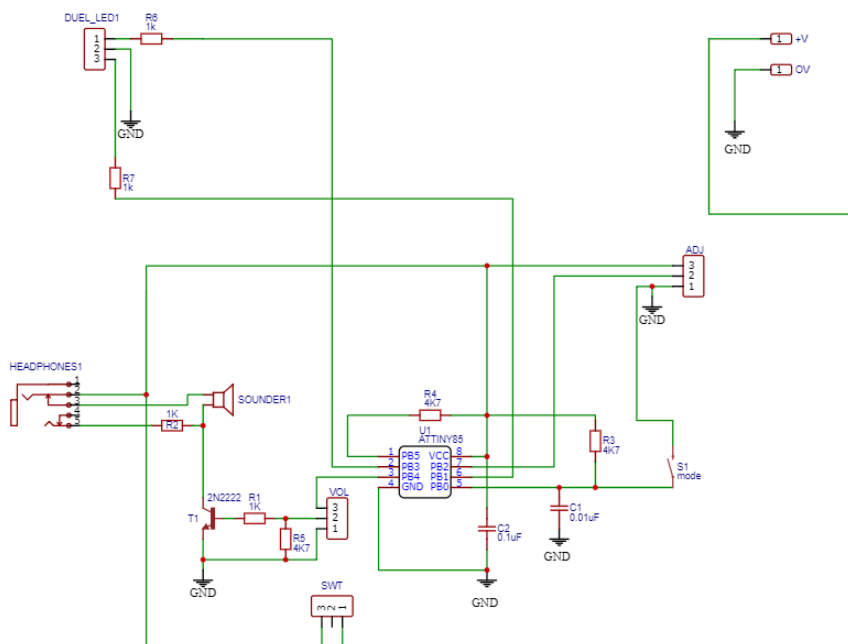 DUEL_LED1
1
2
3
R6
1k
GND
R7
1k
1
+V
1
OV
GND
ADJ
3
2
1
GND
HEADPHONES1
1
2
3
4
5
1K
R2
SOUNDER1
R4
4K7
U1
ATTINY85
1 PB5 VCC 8
2 PB3 PB2 7
3 PB4 PB1 6
4 GND PB0 5
R3
4K7
S1
mode
2N2222
T1
R1
1K
VOL
3
2
1
R5
4K7
GND
C2
0.1uF
GND
C1
0.01uF
GND
SWT
3 2 1